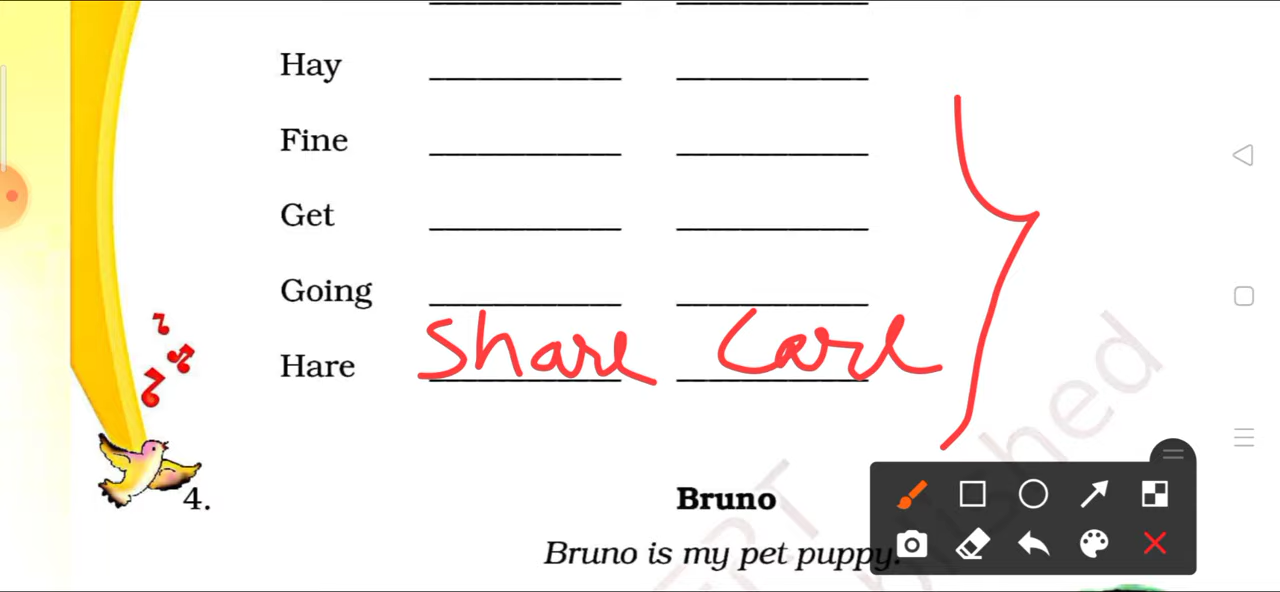 Hay
Fine
Get
Going
Hare Share Care
4.
Bruno
Bruno is my pet puppy.